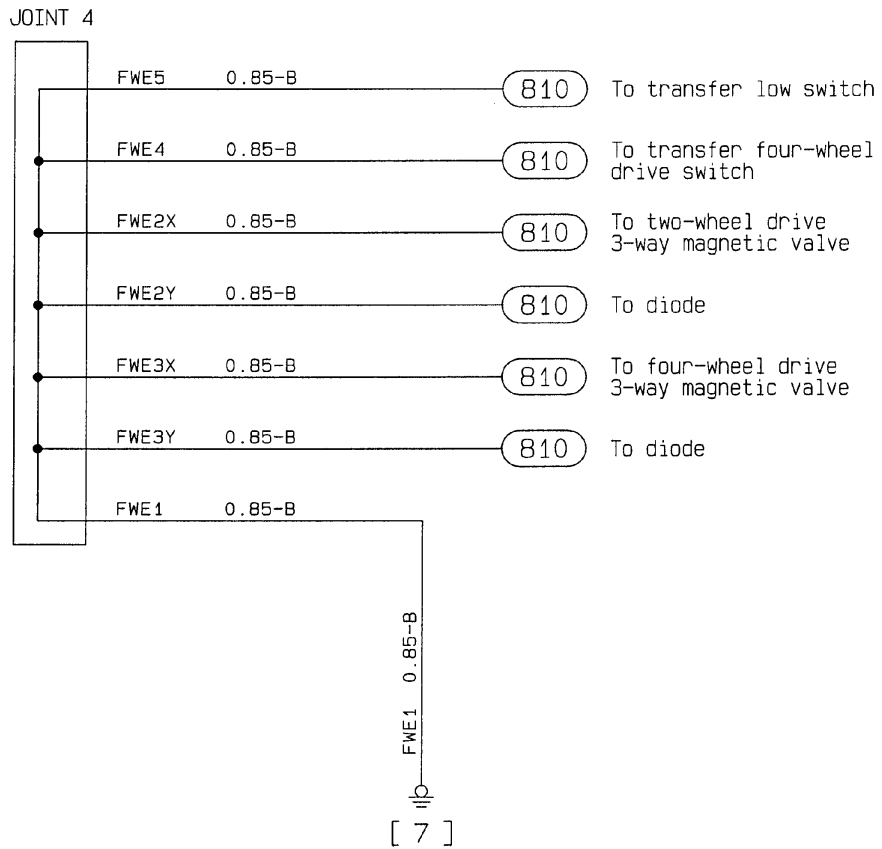 JOINT 4
FWE5 0.85-B 810 To transfer low switch
FWE4 0.85-B 810 To transfer four-wheel
drive switch
FWE2X 0.85-B 810 To two-wheel drive
3-way magnetic valve
FWE2Y 0.85-B 810 To diode
FWE3X 0.85-B 810 To four-wheel drive
3-way magnetic valve
FWE3Y 0.85-B 810 To diode
FWE1 0.85-B
FWE1 0.85-B
[ 7 ]